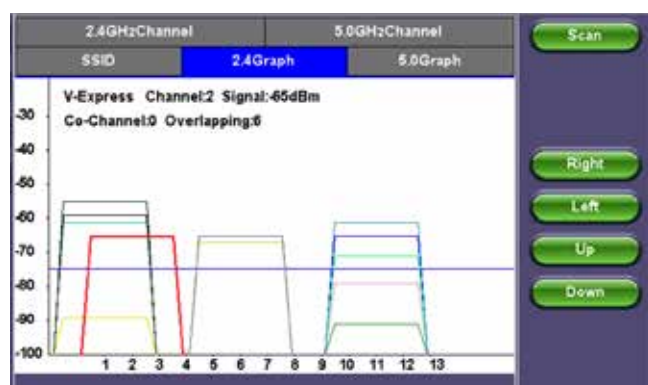 2.4GHzChannel 5.0GHzChannel Scan
SSID 2.4Graph 5.0Graph
V-Express Channel:2 Signal:-65dBm
Co-Channel:0 Overlapping:6
-30
-40
-50
-60
-70
-80
-90
-100
1 2 3 4 5 6 7 8 9 10 11 12 13
Right
Left
Up
Down